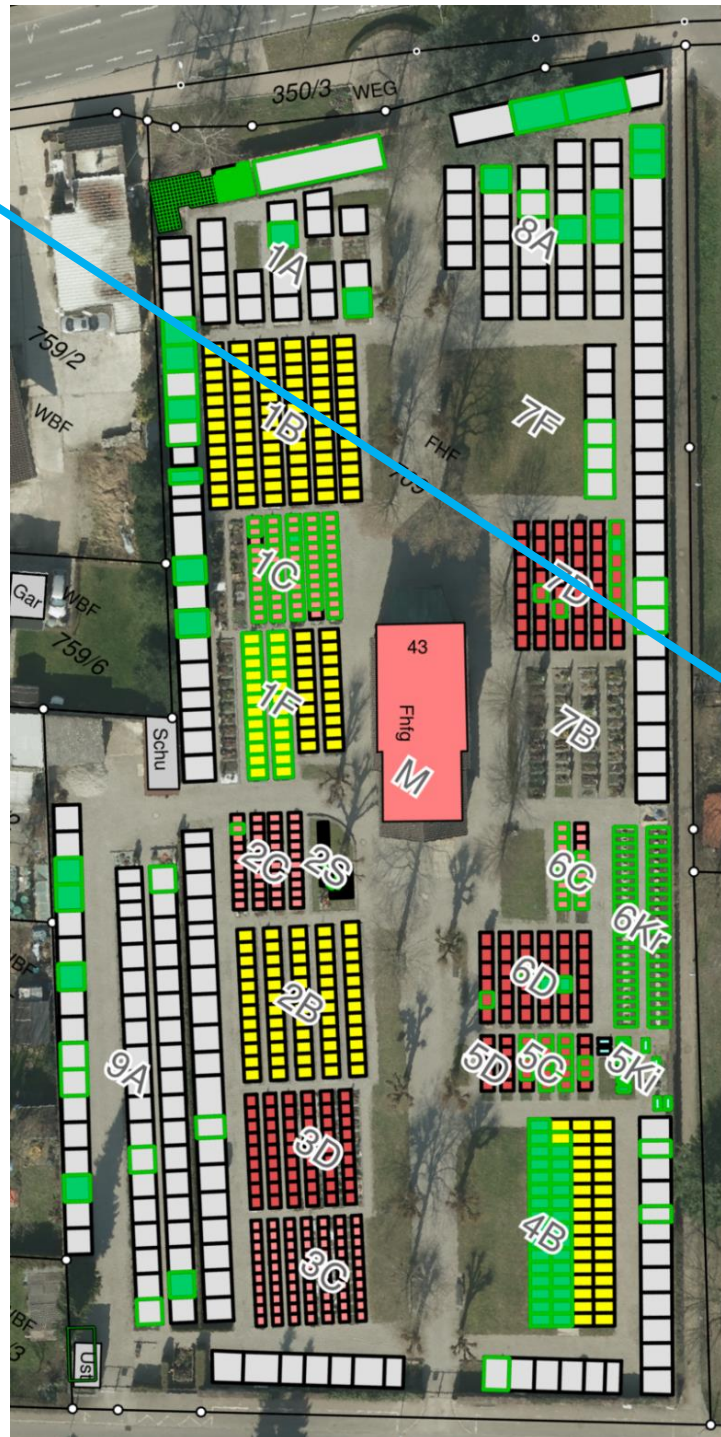 350/3 WEG
1A
8A
759/2
WBF
1B
7F
FHF
1C
7D
Gar
WBF
759/6
43
1F
Fhfg
7B
Schu
M
2C
2S
6C
6Kr
6D
2B
9A
5D
5C
5Ki
3D
4B
3C
Ust